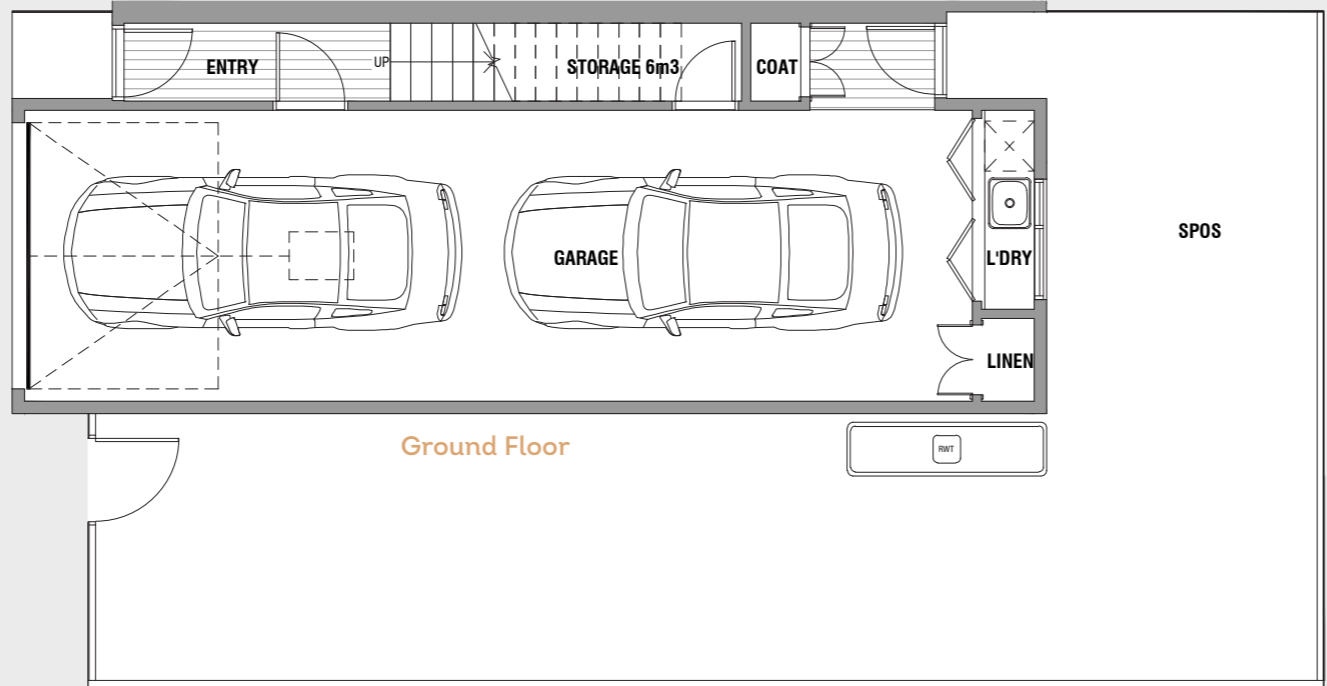 ENTRY
UP
STORAGE 6m3
COAT
GARAGE
L'DRY
SPOS
LINEN
Ground Floor
RWT